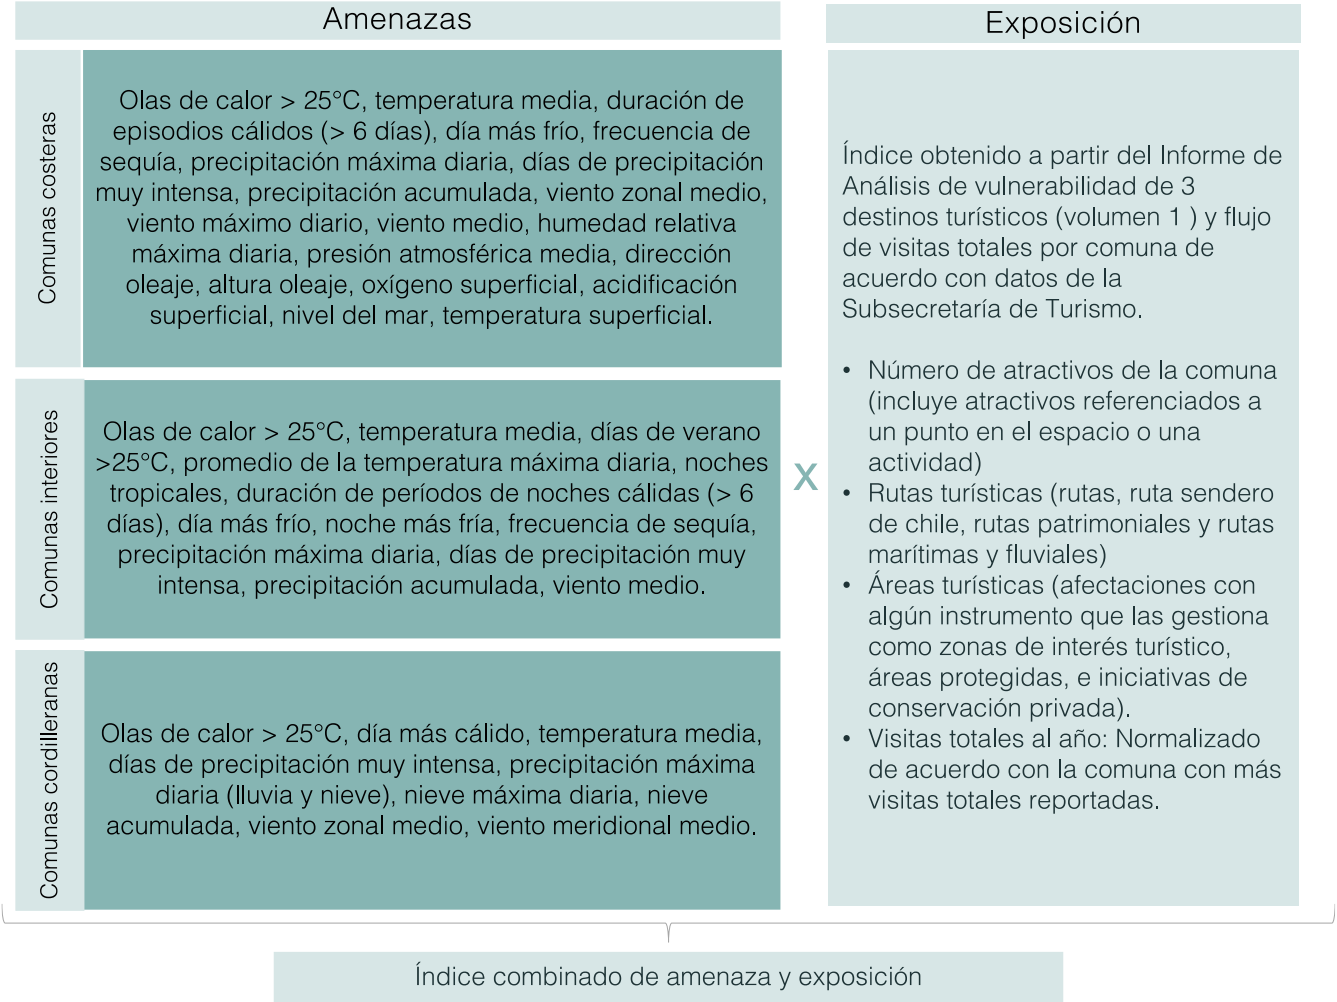 Amenazas
Comunas costeras
Olas de calor > 25°C, temperatura media, duración de
episodios cálidos (> 6 días), día más frío, frecuencia de
sequía, precipitación máxima diaria, días de precipitación
muy intensa, precipitación acumulada, viento zonal medio,
viento máximo diario, viento medio, humedad relativa
máxima diaria, presión atmosférica media, dirección
oleaje, altura oleaje, oxígeno superficial, acidificación
superficial, nivel del mar, temperatura superficial.
Comunas interiores
Olas de calor > 25°C, temperatura media, días de verano
>25°C, promedio de la temperatura máxima diaria, noches
tropicales, duración de períodos de noches cálidas (> 6
días), día más frío, noche más fría, frecuencia de sequía,
precipitación máxima diaria, días de precipitación muy
intensa, precipitación acumulada, viento medio.
Comunas cordilleranas
Olas de calor > 25°C, día más cálido, temperatura media,
días de precipitación muy intensa, precipitación máxima
diaria (lluvia y nieve), nieve máxima diaria, nieve
acumulada, viento zonal medio, viento meridional medio.
x
Exposición
Índice obtenido a partir del Informe de
Análisis de vulnerabilidad de 3
destinos turísticos (volumen 1 ) y flujo
de visitas totales por comuna de
acuerdo con datos de la
Subsecretaría de Turismo.
• Número de atractivos de la comuna
(incluye atractivos referenciados a
un punto en el espacio o una
actividad)
• Rutas turísticas (rutas, ruta sendero
de chile, rutas patrimoniales y rutas
marítimas y fluviales)
• Áreas turísticas (afectaciones con
algún instrumento que las gestiona
como zonas de interés turístico,
áreas protegidas, e iniciativas de
conservación privada).
• Visitas totales al año: Normalizado
de acuerdo con la comuna con más
visitas totales reportadas.
Índice combinado de amenaza y exposición